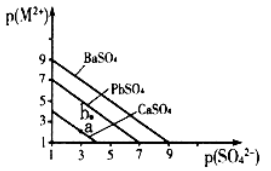 p(M²⁺)
9
BaSO₄
7
PbSO₄
5
b
CaSO₄
3
a
1
1 3 5 7 9 p(SO₄²⁻)